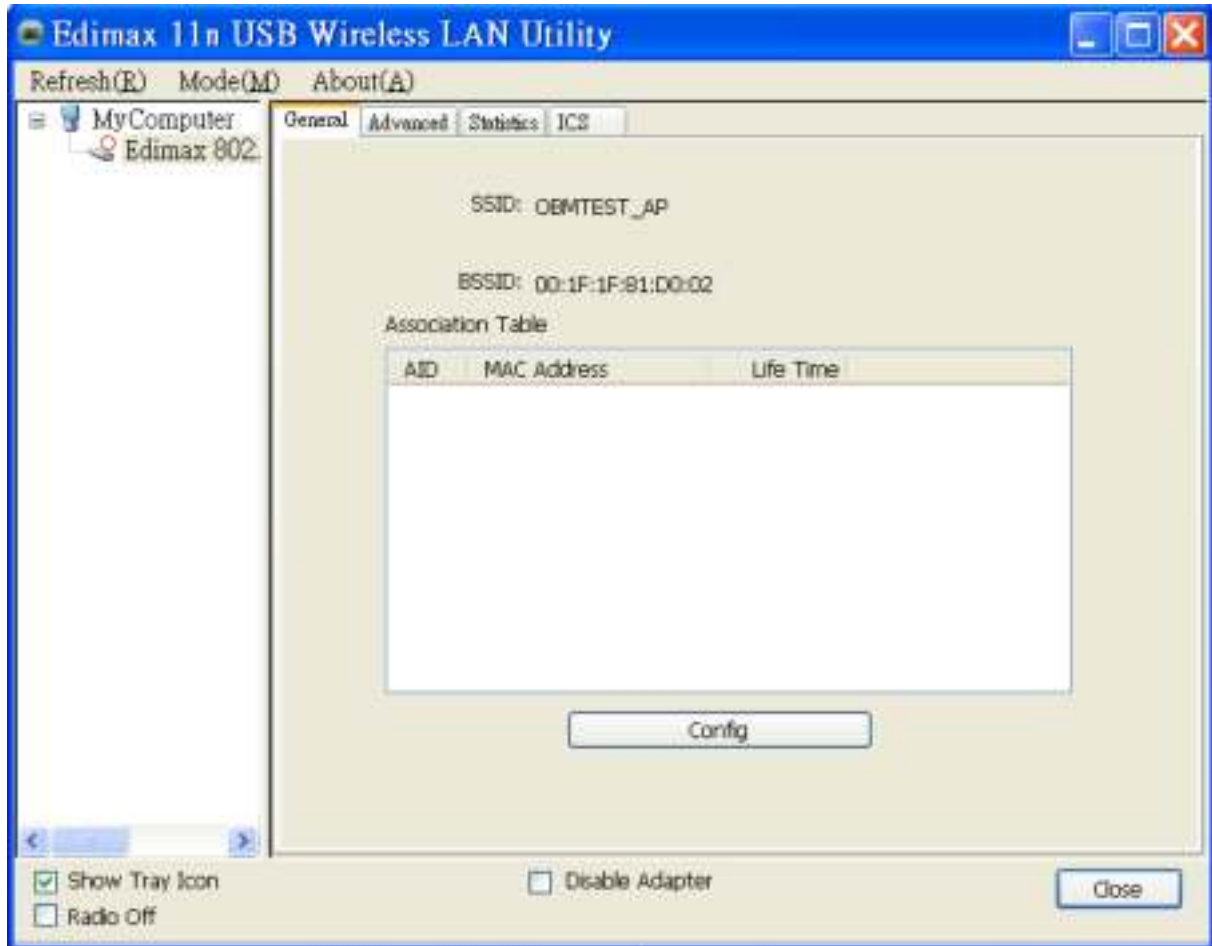 Edimax 11n USB Wireless LAN Utility
Refresh(R) Mode(M) About(A)
MyComputer
Edimax 802.
General Advanced Statistics ICS
SSID: OBMTEST_AP
BSSID: 00:1F:1F:81:D0:02
Association Table
AID MAC Address Life Time
Config
Show Tray Icon
Radio Off
Disable Adapter
Close